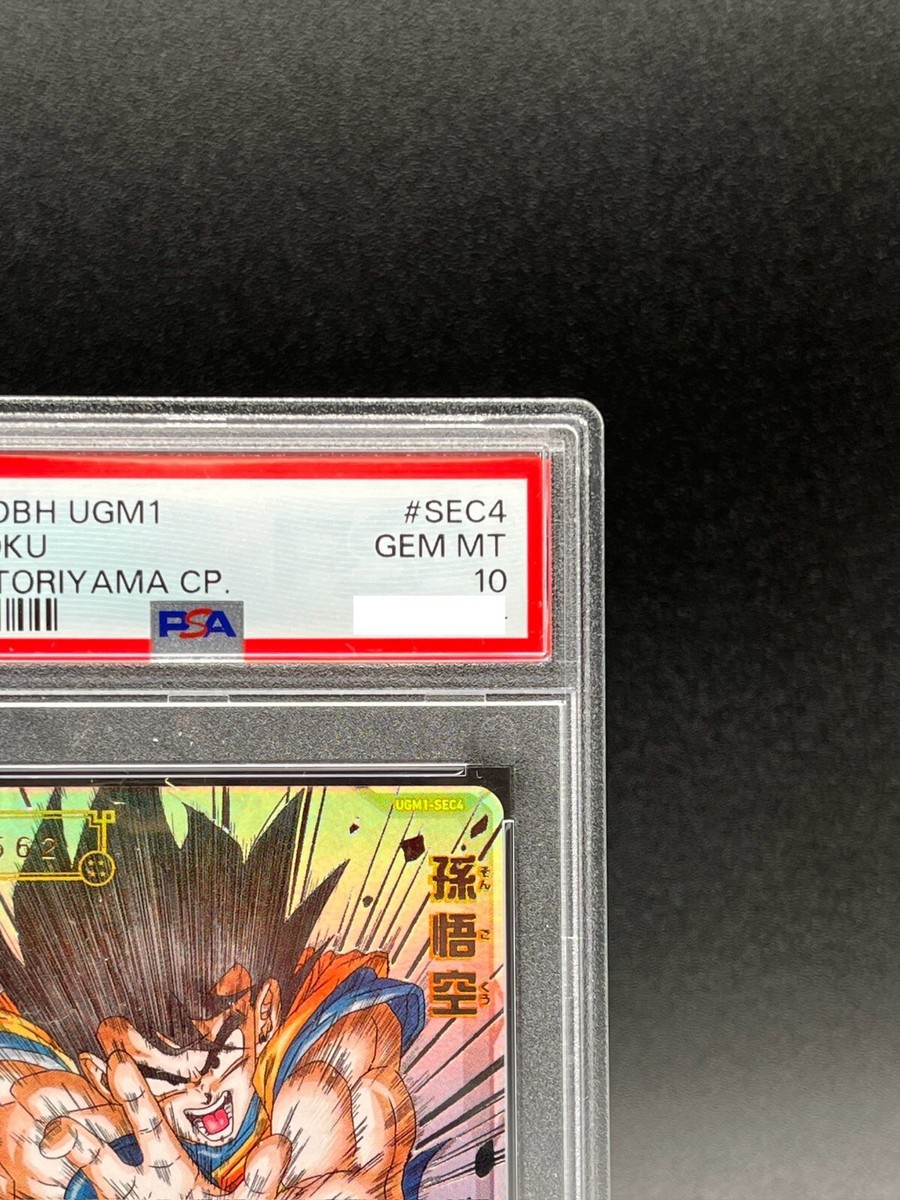 DBH UGM1 #SEC4
OKU GEM MT
TORIYAMA CP. 10
PSA
UGM1-SEC4
562
孫悟空
そんごくう